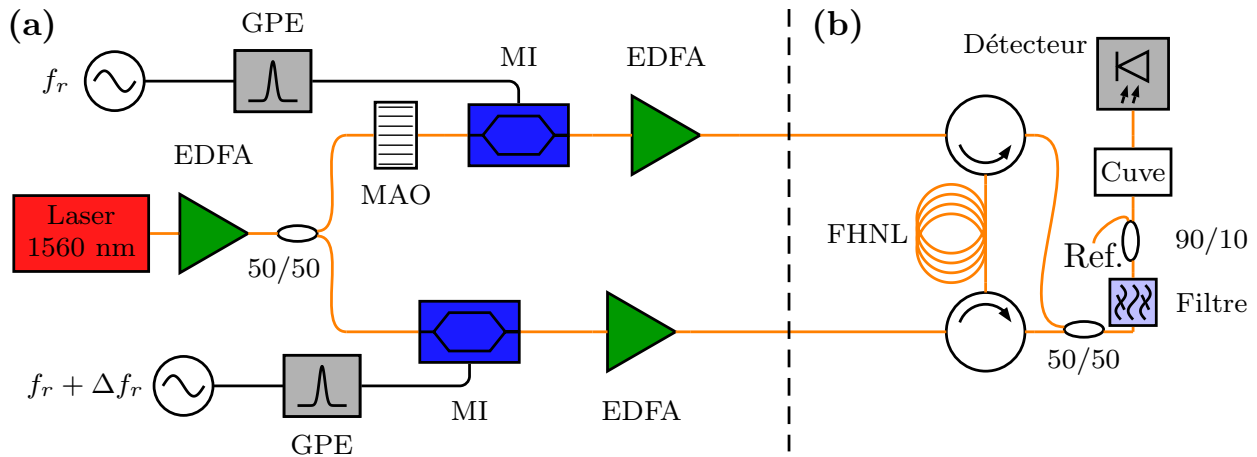 (a)
GPE
f_r
MI
EDFA
EDFA
MAO
Laser
1560 nm
50/50
f_r + Δf_r
GPE
MI
EDFA
(b)
Détecteur
Cuve
FHNL
Ref.
90/10
Filtre
50/50